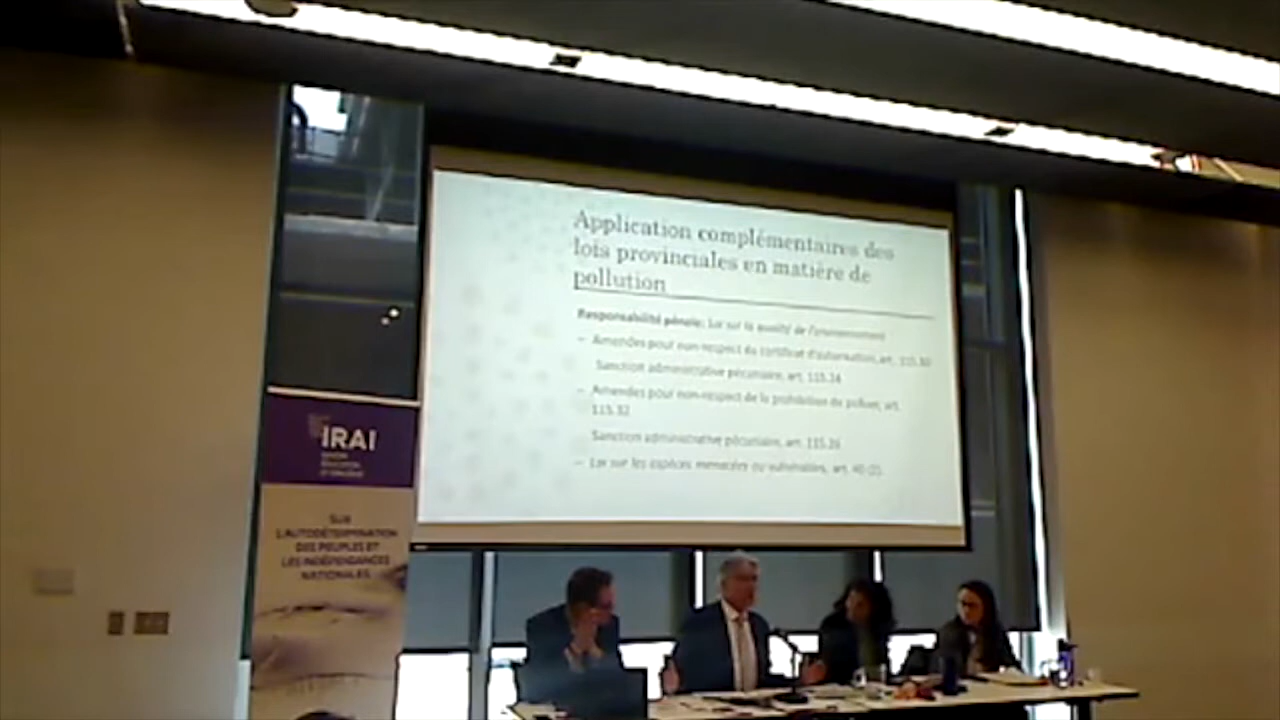 Application complémentaires des
lois provinciales en matière de
pollution
Responsabilité pénale: Loi sur la qualité de l'environnement
– Amendes pour non-respect du certificat d'autorisation, art. 115.30
Sanction administrative pécuniaire, art. 115.24
– Amendes pour non-respect de la prohibition de polluer, art.
115.32
Sanction administrative pécuniaire, art. 115.26
– Loi sur les espèces menacées ou vulnérables, art. 40 (2).
IRAI
SUR
L'AUTODÉTERMINATION
DES PEUPLES ET
LES INDÉPENDANCES
NATIONALES